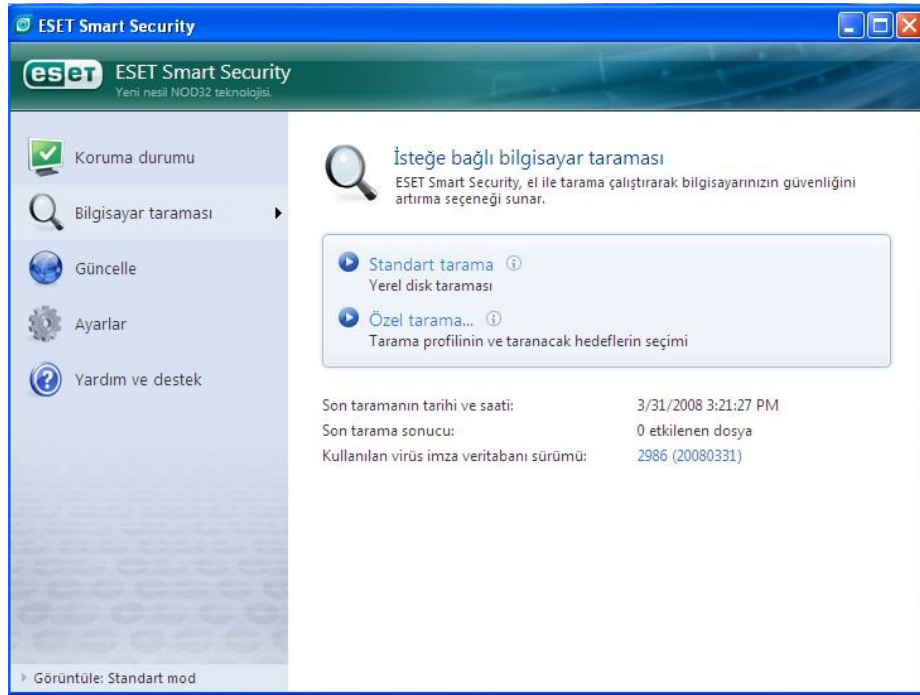 ESET Smart Security
eseT ESET Smart Security
Yeni nesil NOD32 teknolojisi.
Koruma durumu
Bilgisayar taraması
Güncelle
Ayarlar
Yardım ve destek
Görüntüle: Standart mod
İsteğe bağlı bilgisayar taraması
ESET Smart Security, el ile tarama çalıştırarak bilgisayarınızın güvenliğini
artırma seçeneği sunar.
Standart tarama
Yerel disk taraması
Özel tarama...
Tarama profilinin ve taranacak hedeflerin seçimi
Son taramanın tarihi ve saati: 3/31/2008 3:21:27 PM
Son tarama sonucu: 0 etkilenen dosya
Kullanılan virüs imza veritabanı sürümü: 2986 (20080331)